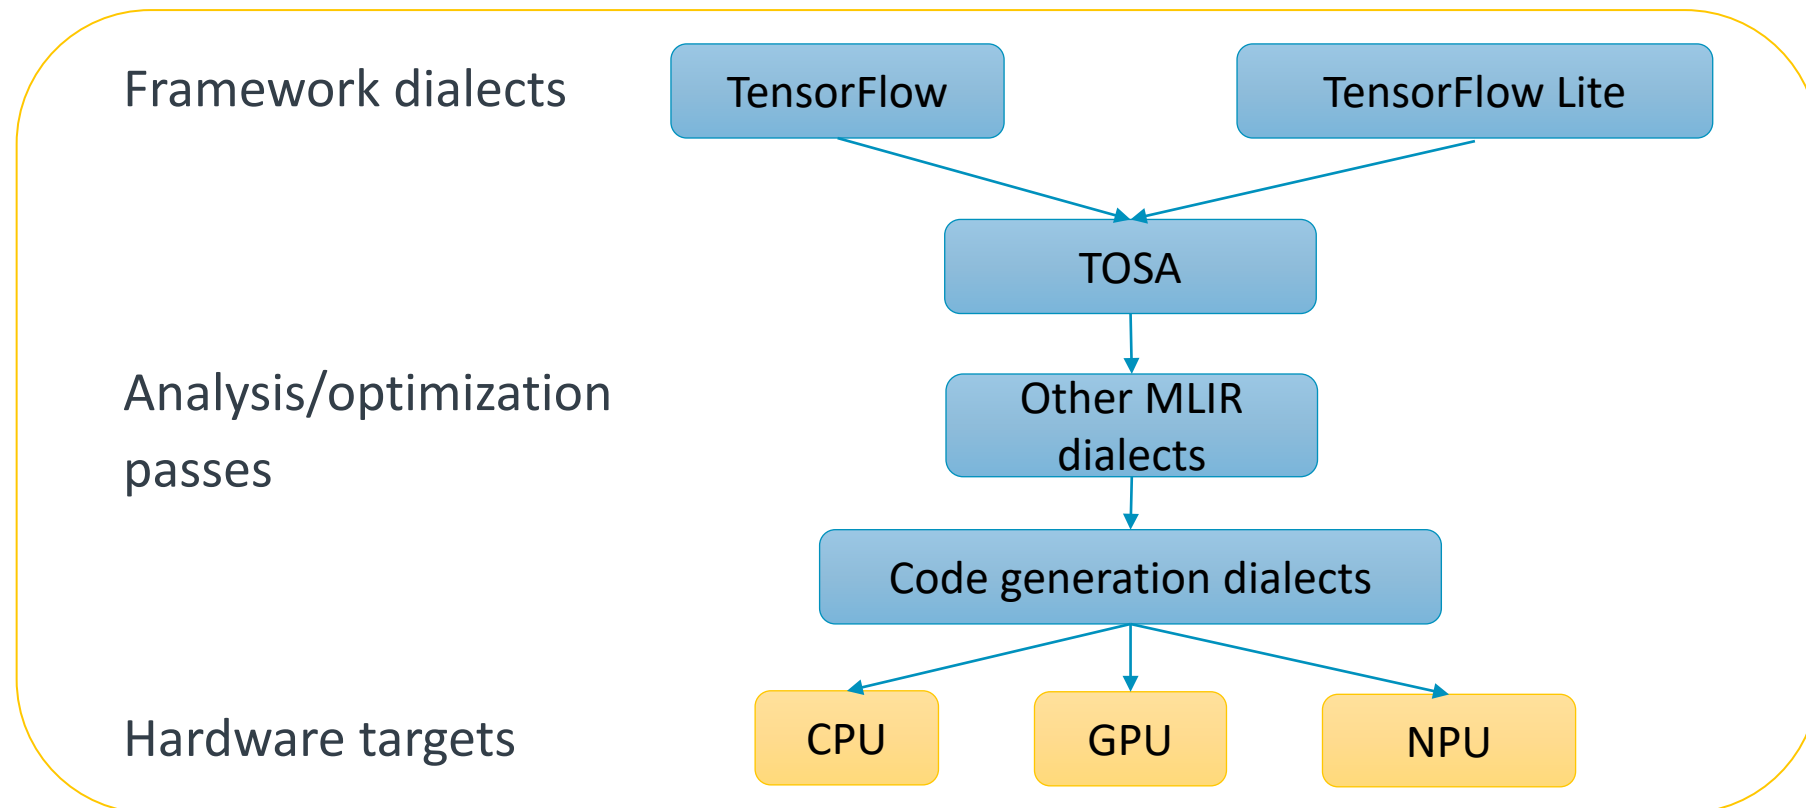 Framework dialects
TensorFlow
TensorFlow Lite
TOSA
Analysis/optimization
passes
Other MLIR
dialects
Code generation dialects
Hardware targets
CPU
GPU
NPU